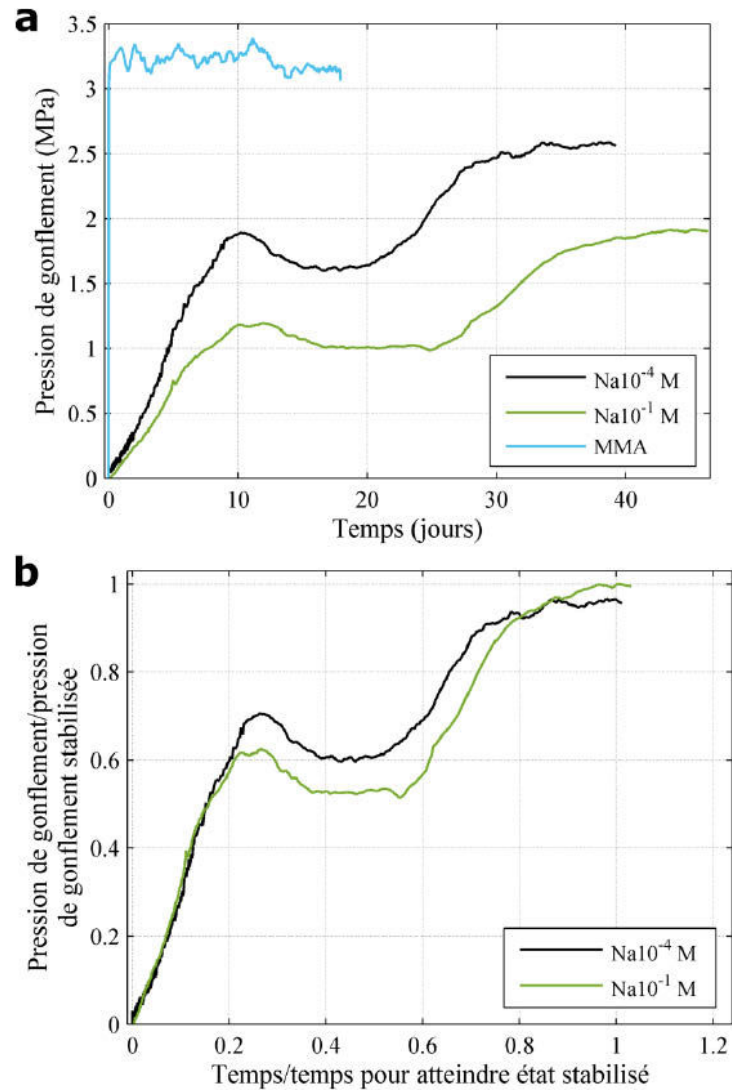 a
3.5
3
2.5
2
1.5
1
0.5
0
Pression de gonflement (MPa)
Na10⁻⁴ M
Na10⁻¹ M
MMA
0 10 20 30 40
Temps (jours)
b
1
0.8
0.6
0.4
0.2
0
Pression de gonflement/pression
de gonflement stabilisée
Na10⁻⁴ M
Na10⁻¹ M
0 0.2 0.4 0.6 0.8 1 1.2
Temps/temps pour atteindre état stabilisé